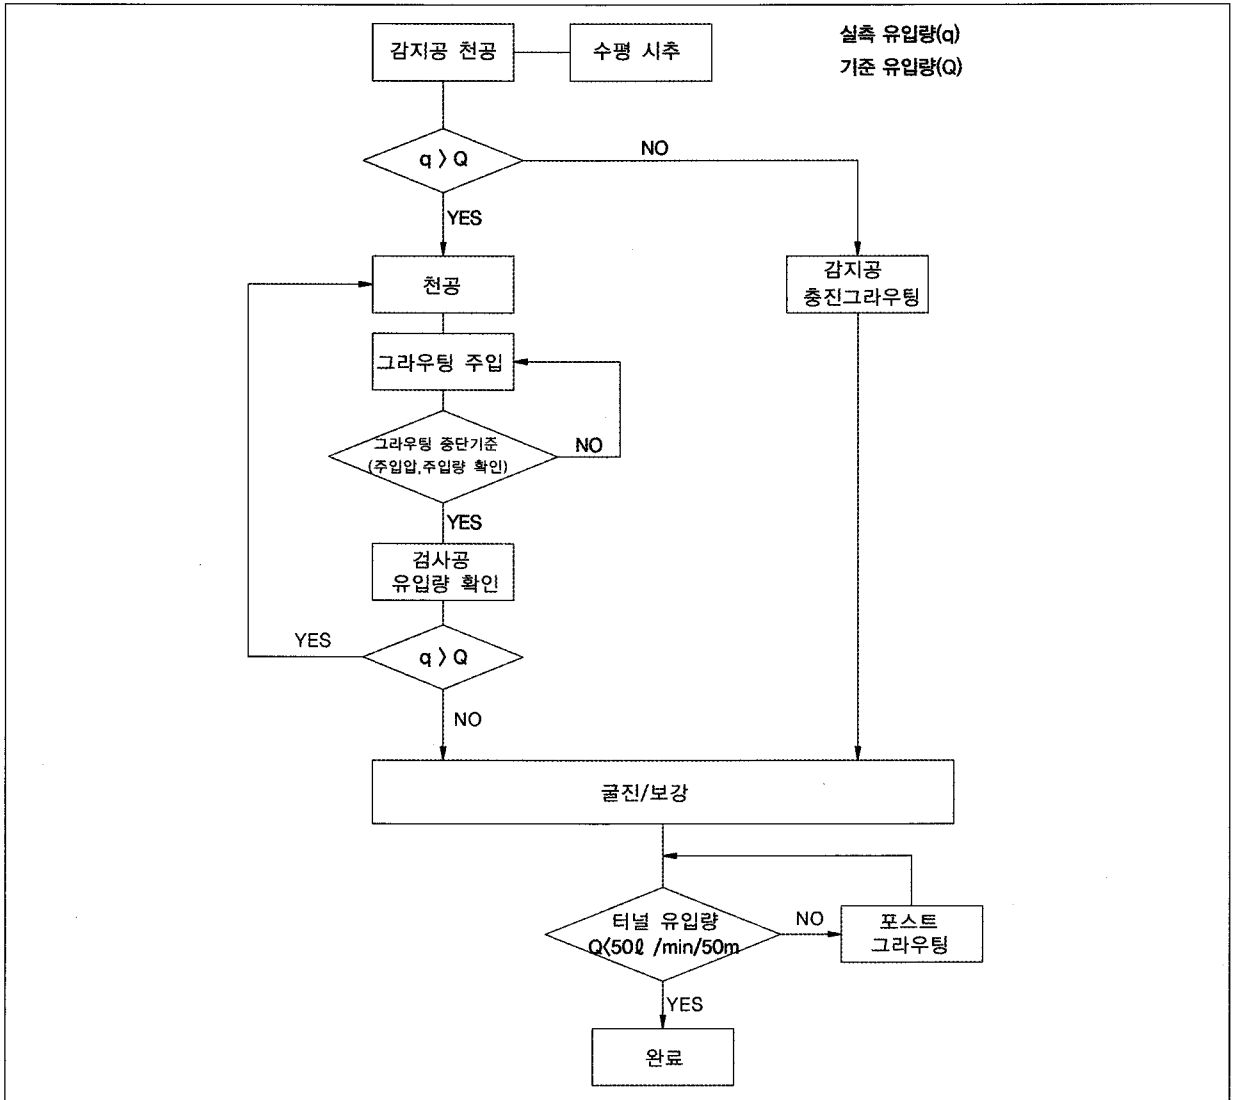 감지공 천공
수평 시추
실측 유입량(q)
기준 유입량(Q)
q > Q
NO
YES
천공
감지공
충진그라우팅
그라우팅 주입
그라우팅 중단기준
(주입압,주입량 확인)
NO
YES
검사공
유입량 확인
YES
q > Q
NO
굴진/보강
터널 유입량
Q<50ℓ /min/50m
NO
포스트
그라우팅
YES
완료